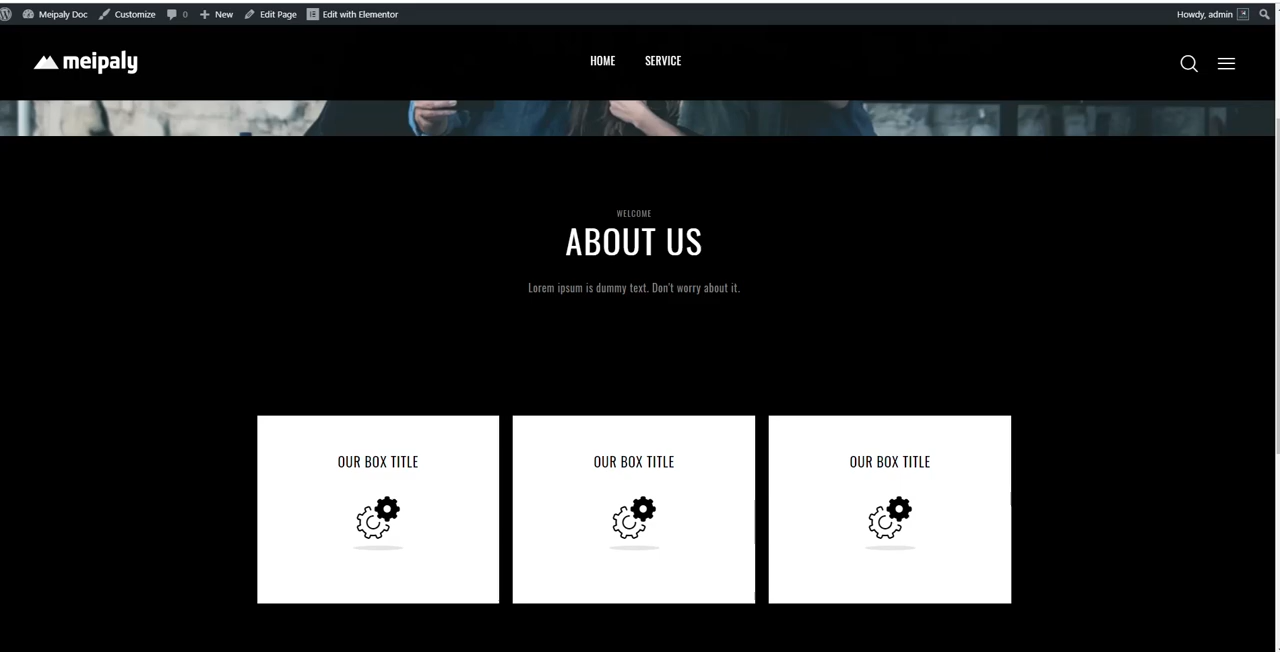 Meipaly Doc Customize 0 New Edit Page Edit with Elementor Howdy, admin
meipaly HOME SERVICE
WELCOME
ABOUT US
Lorem ipsum is dummy text. Don't worry about it.
OUR BOX TITLE OUR BOX TITLE OUR BOX TITLE